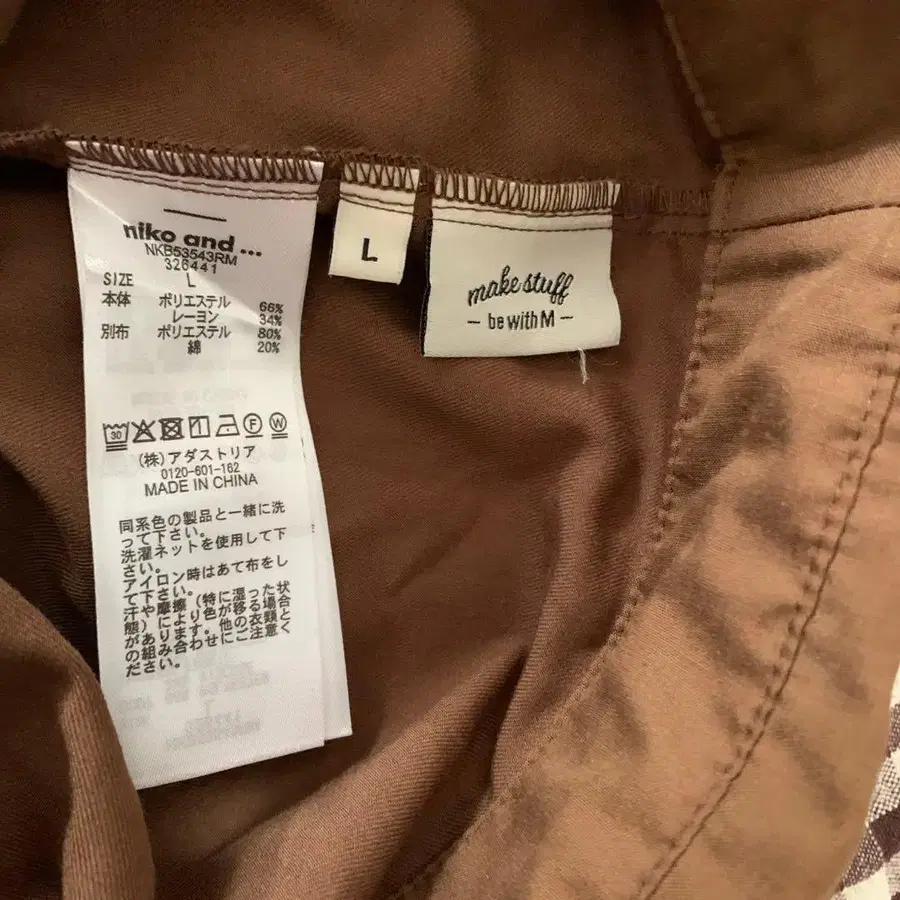 niko and ...
NKB53543RM
326441
SIZE L
本体 ポリエステル 66%
レーヨン 34%
別布 ポリエステル 80%
綿 20%
30
F
W
(株)アダストリア
0120-601-162
MADE IN CHINA
同系色の製品と一緒に洗
って下さい。
洗濯ネットを使用して下
さい。
アイロン時はあて布をし
て下さい。
汗や摩擦(特に湿った状
態)により色が移る場合
があります。他の衣類と
の組み合わせにご注意く
ださい。
L
make stuff
- be with M -